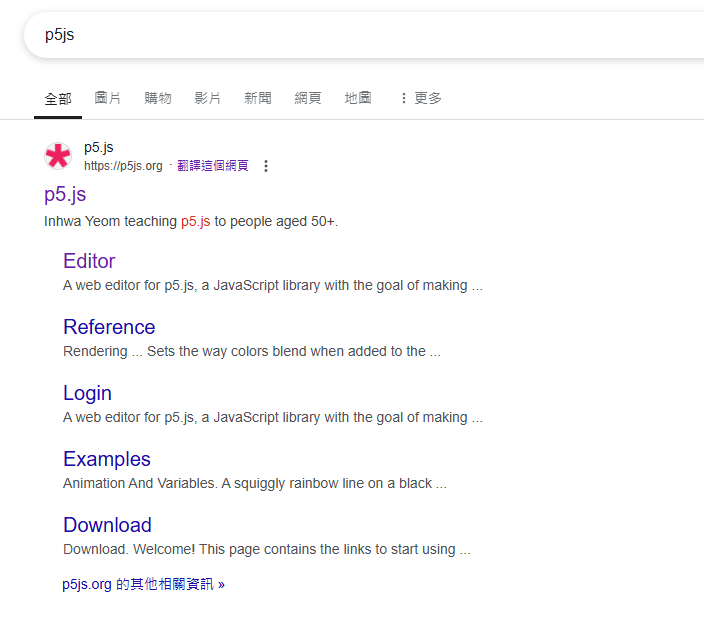 p5js
全部 圖片 購物 影片 新聞 網頁 地圖 ⋮ 更多
p5.js
https://p5js.org · 翻譯這個網頁 ⋮
p5.js
Inhwa Yeom teaching p5.js to people aged 50+.
Editor
A web editor for p5.js, a JavaScript library with the goal of making ...
Reference
Rendering ... Sets the way colors blend when added to the ...
Login
A web editor for p5.js, a JavaScript library with the goal of making ...
Examples
Animation And Variables. A squiggly rainbow line on a black ...
Download
Download. Welcome! This page contains the links to start using ...
p5js.org 的其他相關資訊 »